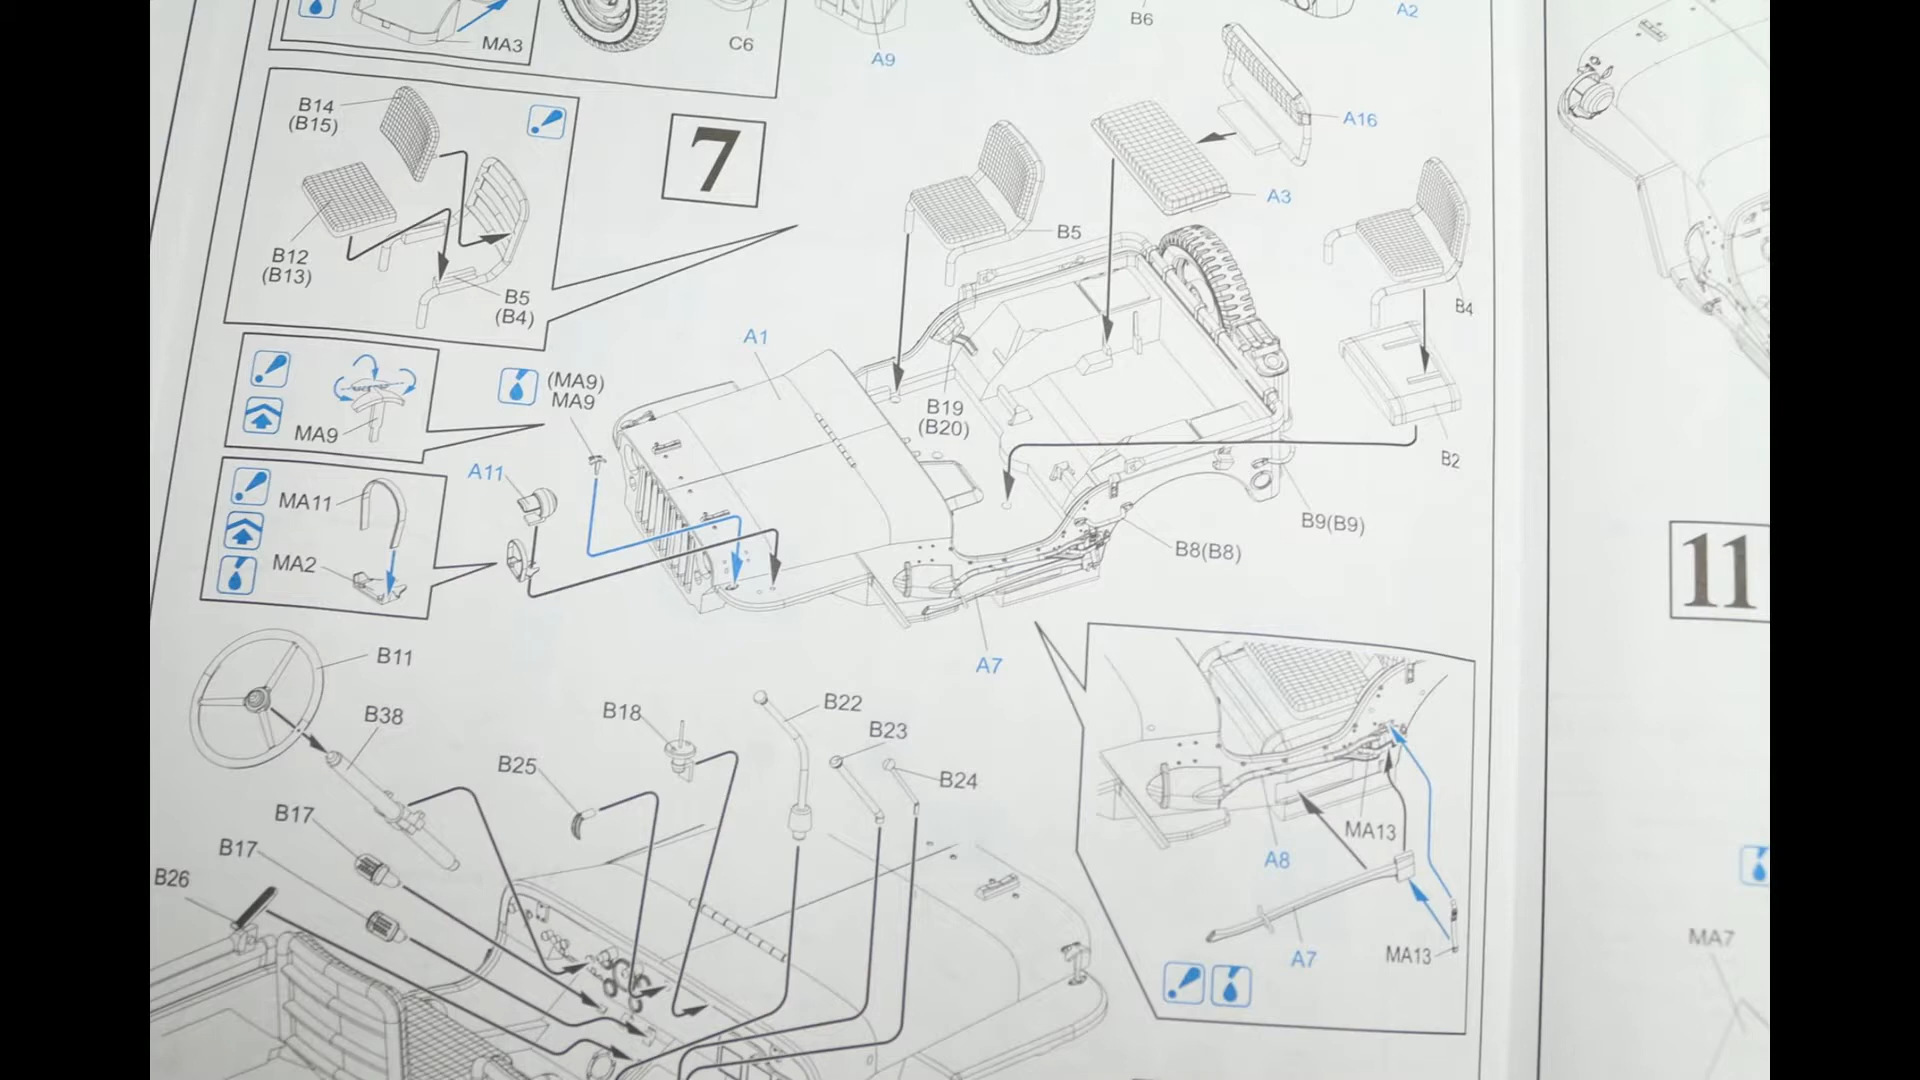 MA3
C6
A9
B6
A2
B14
(B15)
B12
(B13)
B5
(B4)
7
A16
A3
B5
B4
B2
A1
MA9
(MA9)
MA9
A11
MA11
MA2
B19
(B20)
B9(B9)
B8(B8)
A7
11
B11
B38
B18
B22
B23
B24
B25
B17
B17
B26
MA13
A8
A7
MA13
MA7